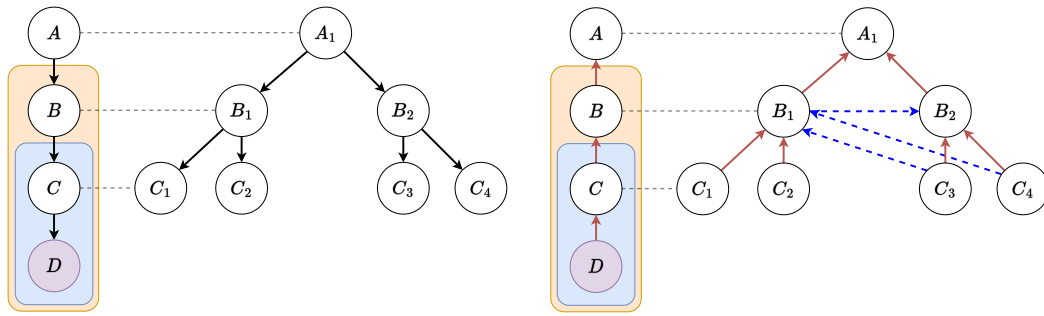 A A₁ A A₁
B B₁ B₂ B B₁ B₂
C C₁ C₂ C₃ C₄ C C₁ C₂ C₃ C₄
D D